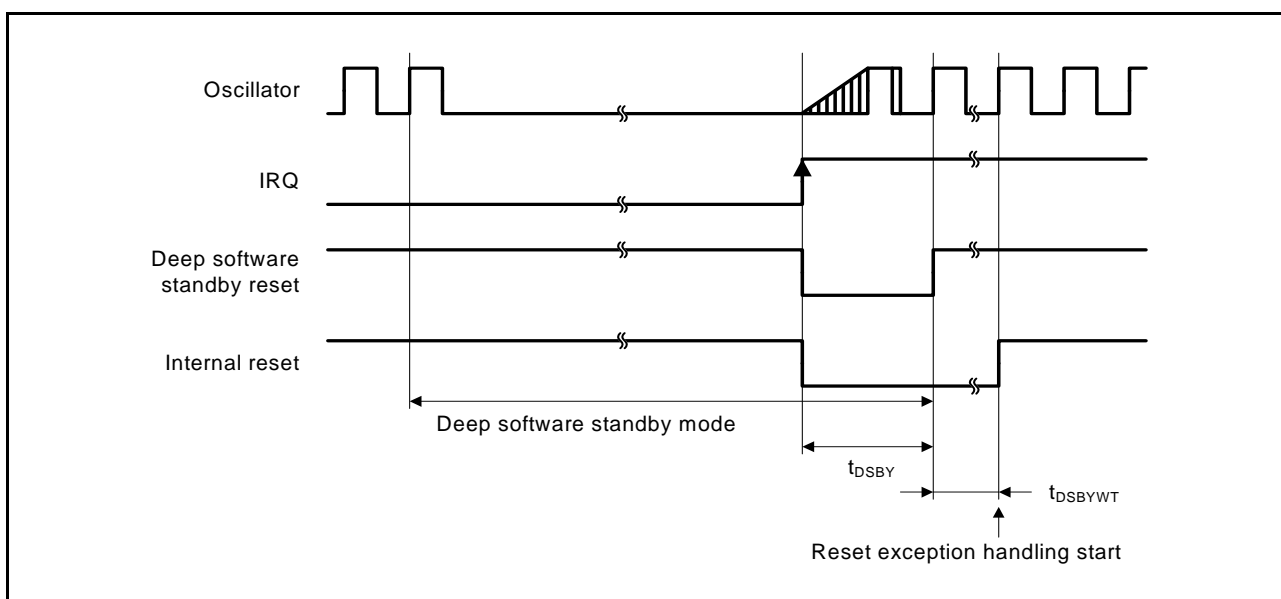 Oscillator
IRQ
Deep software
standby reset
Internal reset
Deep software standby mode
tDSBY
tDSBYWT
Reset exception handling start